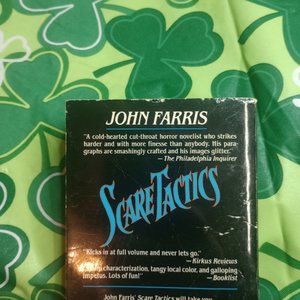 JOHN FARRIS
"A cold-hearted cut-throat horror novelist who strikes
harder and with more finesse than anybody. His para-
graphs are smashingly crafted and his images glitter."
—The Philadelphia Inquirer
SCARE TACTICS
"Kicks in at full volume and never lets go."
—Kirkus Reviews
characterization, tangy local color, and galloping
impetus. Lots of fun!"
—Booklist
John Farris' Scare Tactics will take you